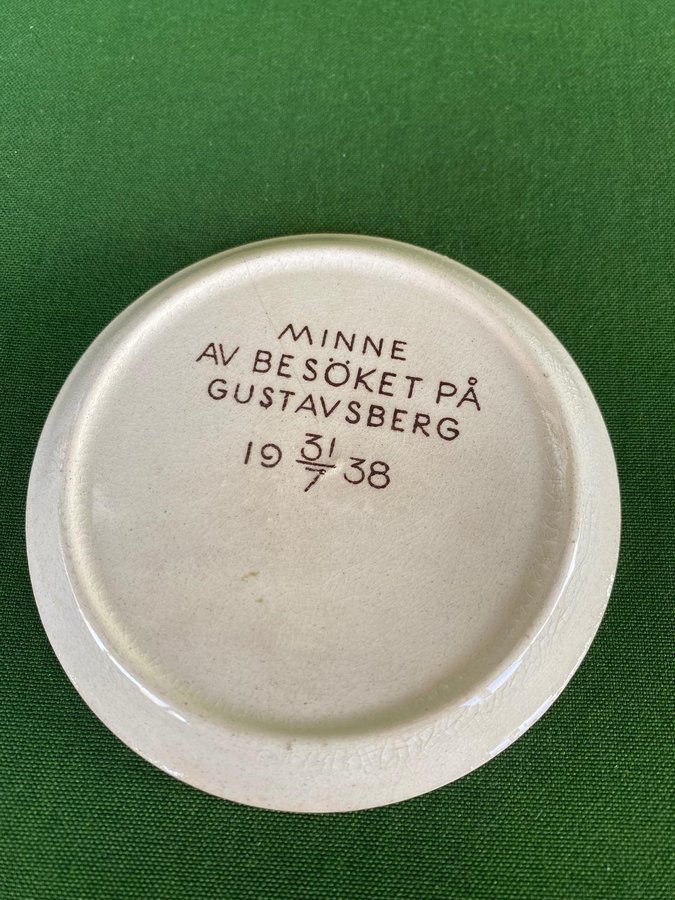 MINNE
AV BESÖKET PÅ
GUSTAVSBERG
19 31/7 38